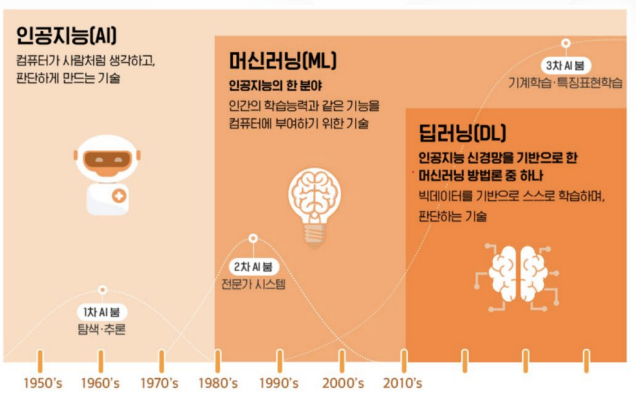 인공지능(AI)
컴퓨터가 사람처럼 생각하고,
판단하게 만드는 기술
머신러닝(ML)
인공지능의 한 분야
인간의 학습능력과 같은 기능을
컴퓨터에 부여하기 위한 기술
3차 AI 붐
기계학습·특징표현학습
딥러닝(DL)
인공지능 신경망을 기반으로 한
머신러닝 방법론 중 하나
빅데이터를 기반으로 스스로 학습하며,
판단하는 기술
2차 AI 붐
전문가 시스템
1차 AI 붐
탐색·추론
1950's 1960's 1970's 1980's 1990's 2000's 2010's